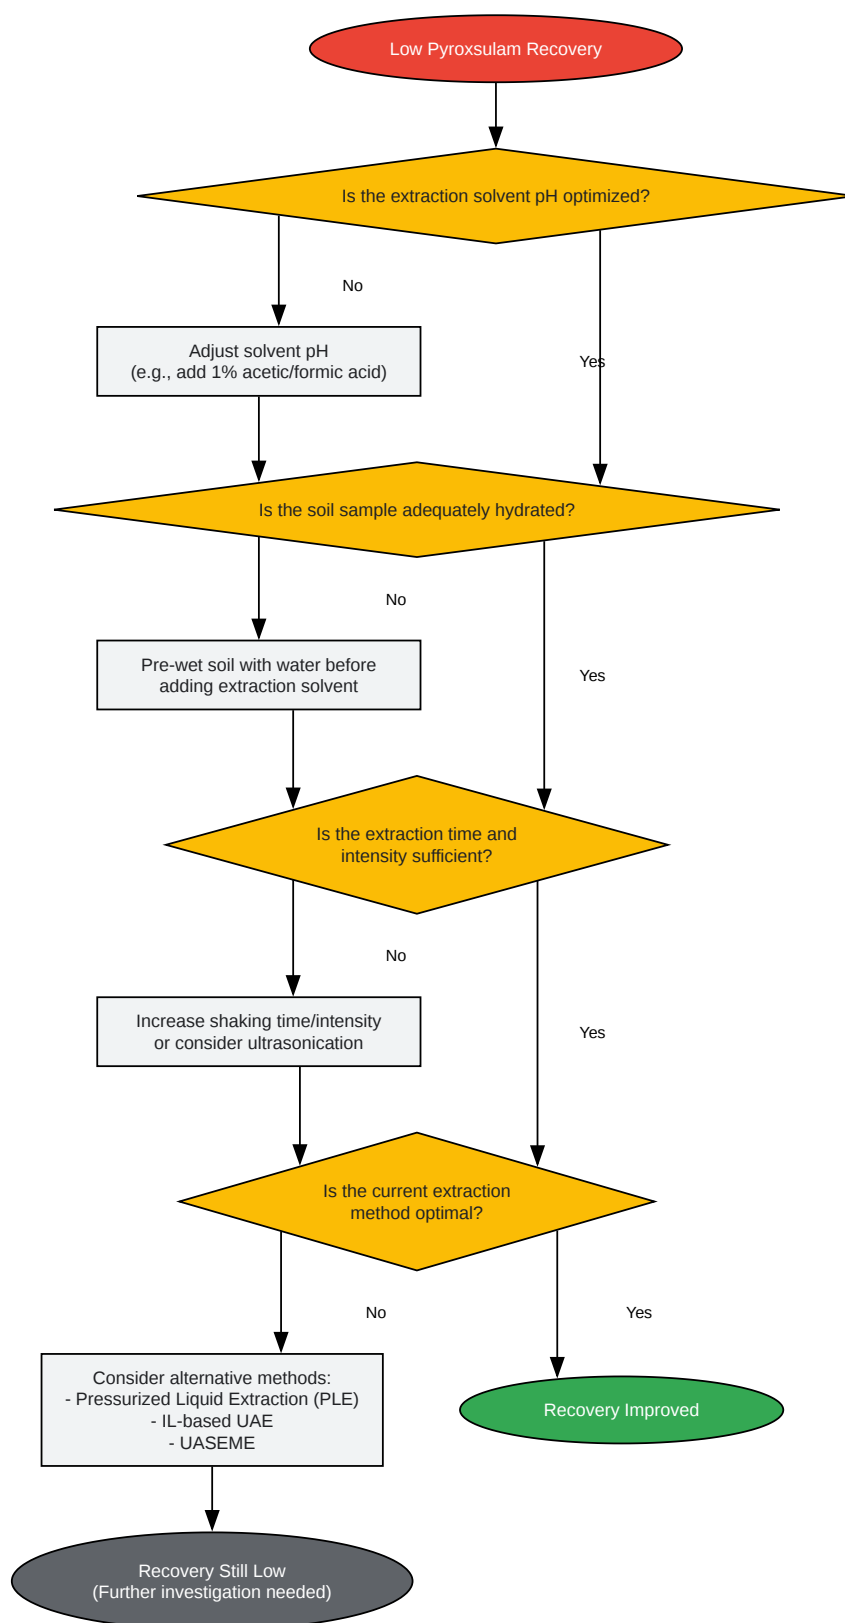 Low Pyroxsulam Recovery
Is the extraction solvent pH optimized?
No
Adjust solvent pH
(e.g., add 1% acetic/formic acid)
Yes
Is the soil sample adequately hydrated?
No
Pre-wet soil with water before
adding extraction solvent
Yes
Is the extraction time and
intensity sufficient?
No
Increase shaking time/intensity
or consider ultrasonication
Yes
Is the current extraction
method optimal?
No
Yes
Consider alternative methods:
- Pressurized Liquid Extraction (PLE)
- IL-based UAE
- UASEME
Recovery Improved
Recovery Still Low
(Further investigation needed)